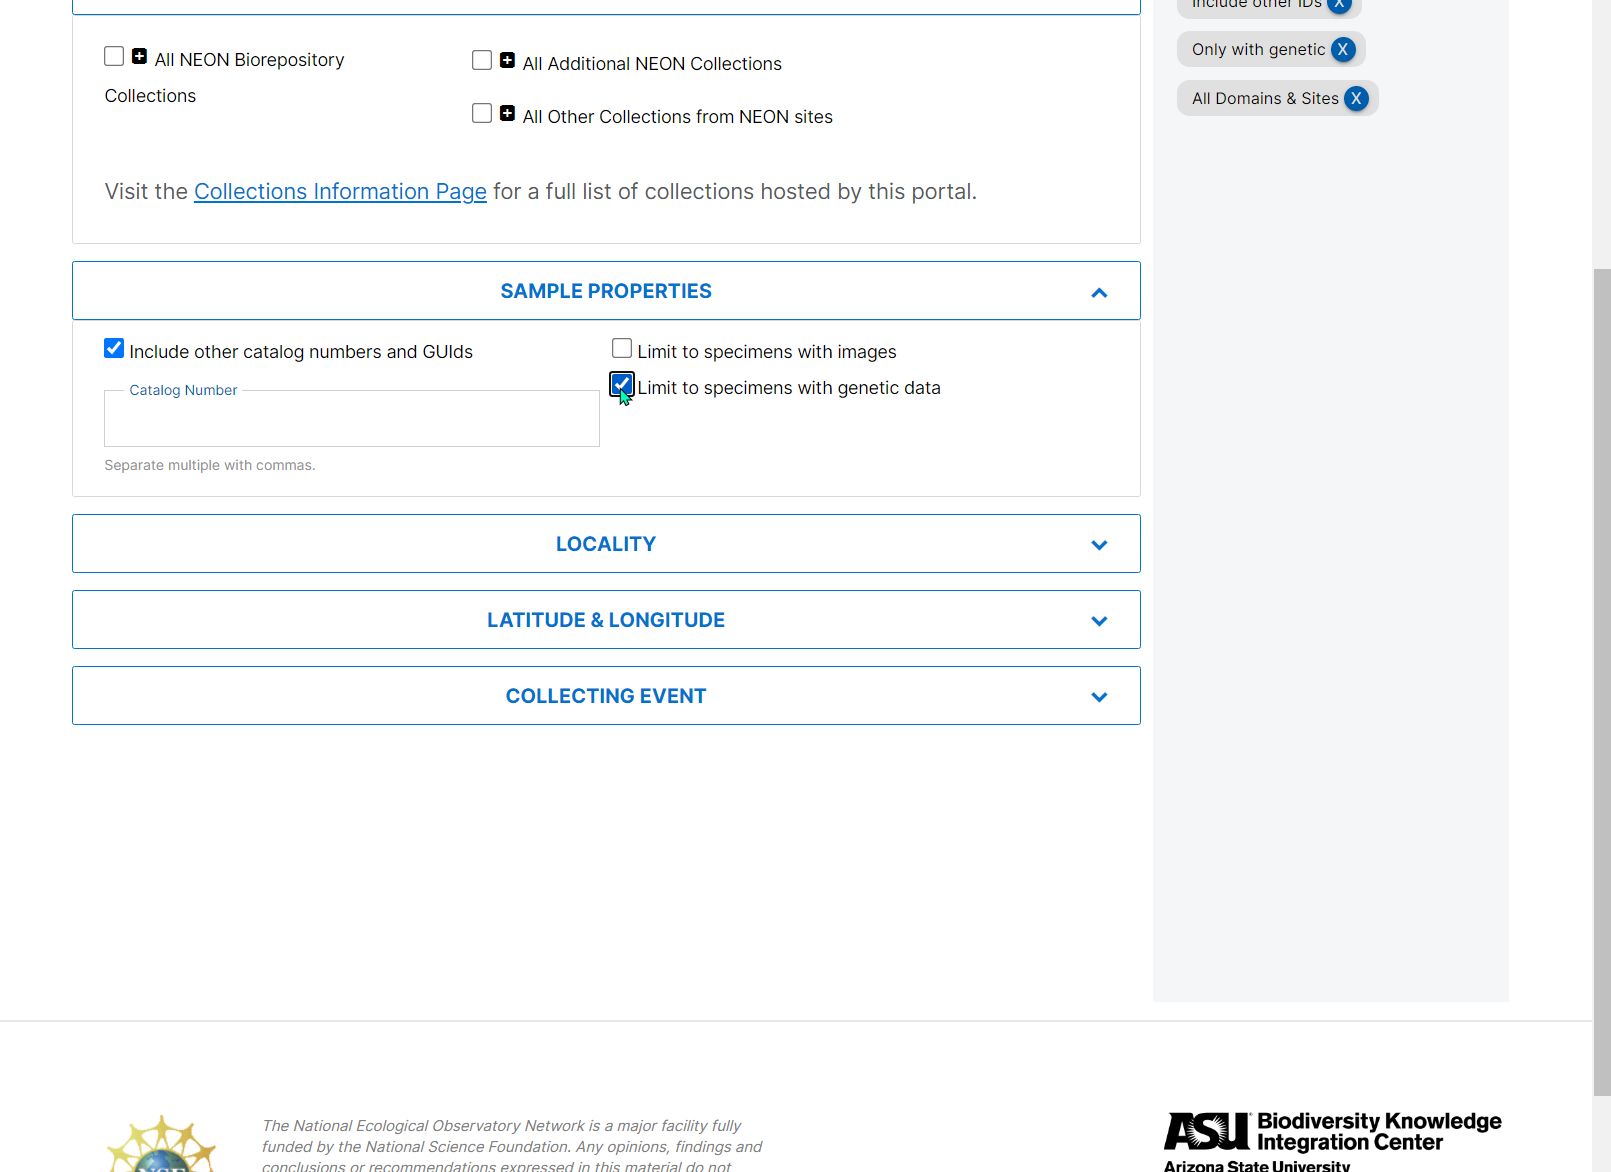 All NEON Biorepository
Collections
All Additional NEON Collections
All Other Collections from NEON sites
Visit the Collections Information Page for a full list of collections hosted by this portal.
SAMPLE PROPERTIES
Include other catalog numbers and GUIds
Limit to specimens with images
Catalog Number
Limit to specimens with genetic data
Separate multiple with commas.
LOCALITY
LATITUDE & LONGITUDE
COLLECTING EVENT
Include other IDs X
Only with genetic X
All Domains & Sites X
The National Ecological Observatory Network is a major facility fully
funded by the National Science Foundation. Any opinions, findings and
conclusions or recommendations expressed in this material do not
ASU Biodiversity Knowledge
Integration Center
Arizona State University